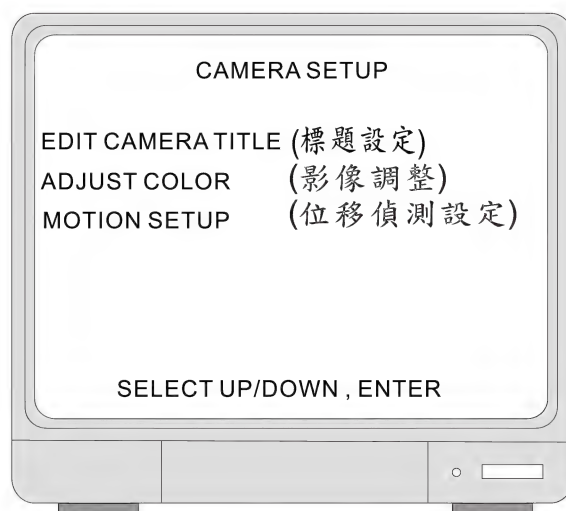 CAMERA SETUP
EDIT CAMERA TITLE (標題設定)
ADJUST COLOR (影像調整)
MOTION SETUP (位移偵測設定)
SELECT UP/DOWN , ENTER